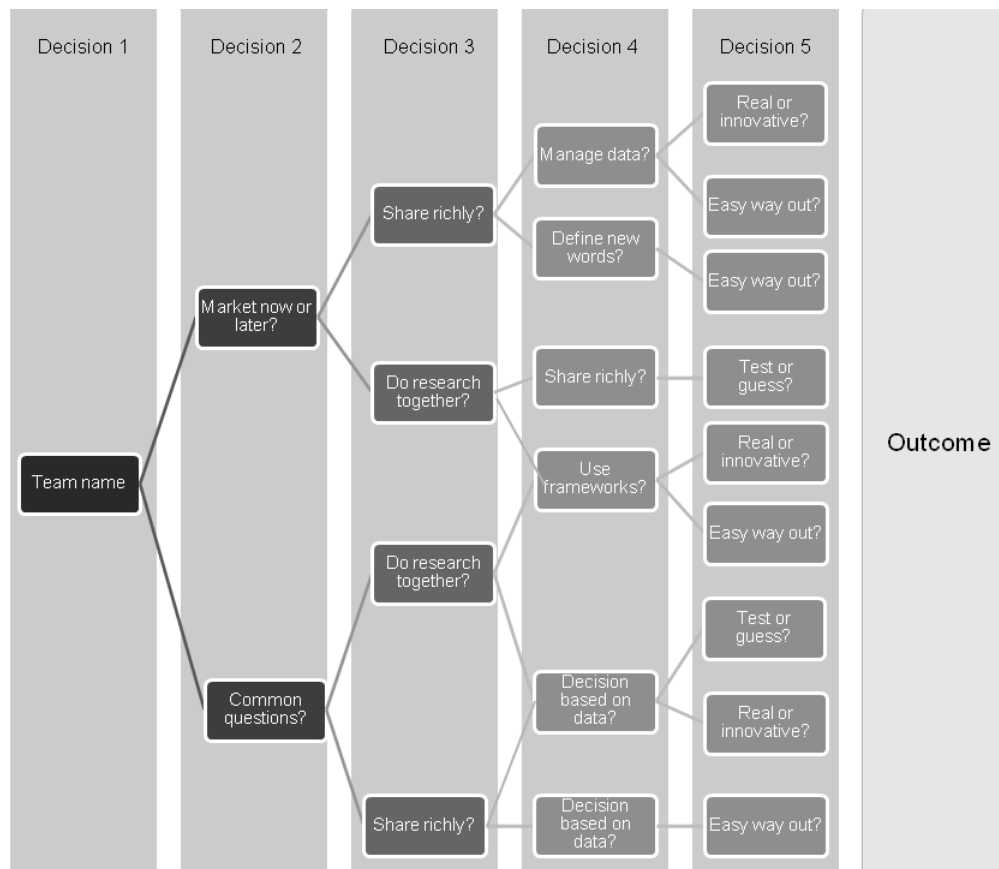 Decision 1
Decision 2
Decision 3
Decision 4
Decision 5
Team name
Market now or
later?
Common
questions?
Share richly?
Do research
together?
Do research
together?
Share richly?
Manage data?
Define new
words?
Share richly?
Use
frameworks?
Decision
based on
data?
Decision
based on
data?
Real or
innovative?
Easy way out?
Easy way out?
Test or
guess?
Real or
innovative?
Easy way out?
Test or
guess?
Real or
innovative?
Easy way out?
Outcome